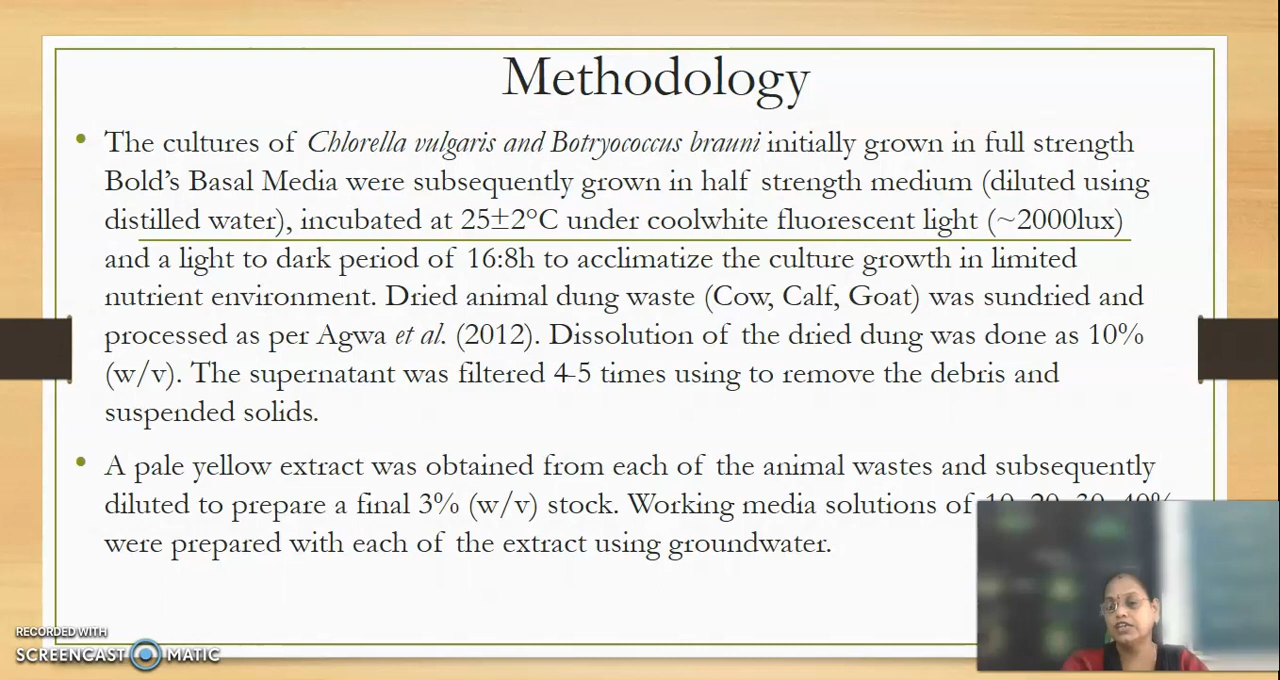 Methodology
• The cultures of Chlorella vulgaris and Botryococcus brauni initially grown in full strength
Bold's Basal Media were subsequently grown in half strength medium (diluted using
distilled water), incubated at 25±2°C under coolwhite fluorescent light (~2000lux)
and a light to dark period of 16:8h to acclimatize the culture growth in limited
nutrient environment. Dried animal dung waste (Cow, Calf, Goat) was sundried and
processed as per Agwa et al. (2012). Dissolution of the dried dung was done as 10%
(w/v). The supernatant was filtered 4-5 times using to remove the debris and
suspended solids.
• A pale yellow extract was obtained from each of the animal wastes and subsequently
diluted to prepare a final 3% (w/v) stock. Working media solutions of 10, 20, 30, 40%
were prepared with each of the extract using groundwater.
RECORDED WITH
SCREENCAST MATIC